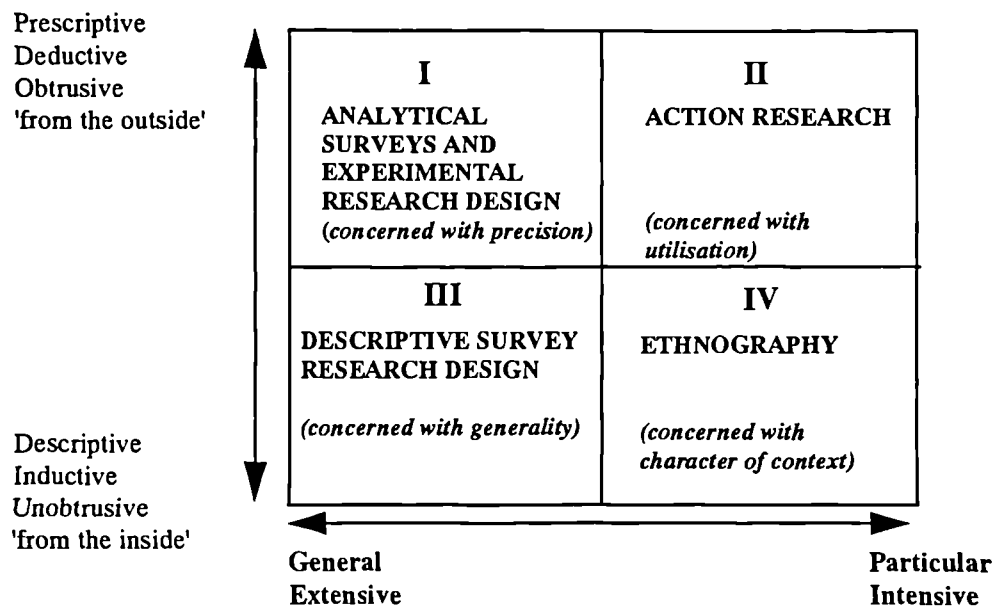 Prescriptive
Deductive
Obtrusive
'from the outside'
I
ANALYTICAL
SURVEYS AND
EXPERIMENTAL
RESEARCH DESIGN
(concerned with precision)
II
ACTION RESEARCH
(concerned with
utilisation)
III
DESCRIPTIVE SURVEY
RESEARCH DESIGN
(concerned with generality)
IV
ETHNOGRAPHY
(concerned with
character of context)
Descriptive
Inductive
Unobtrusive
'from the inside'
General
Extensive
Particular
Intensive